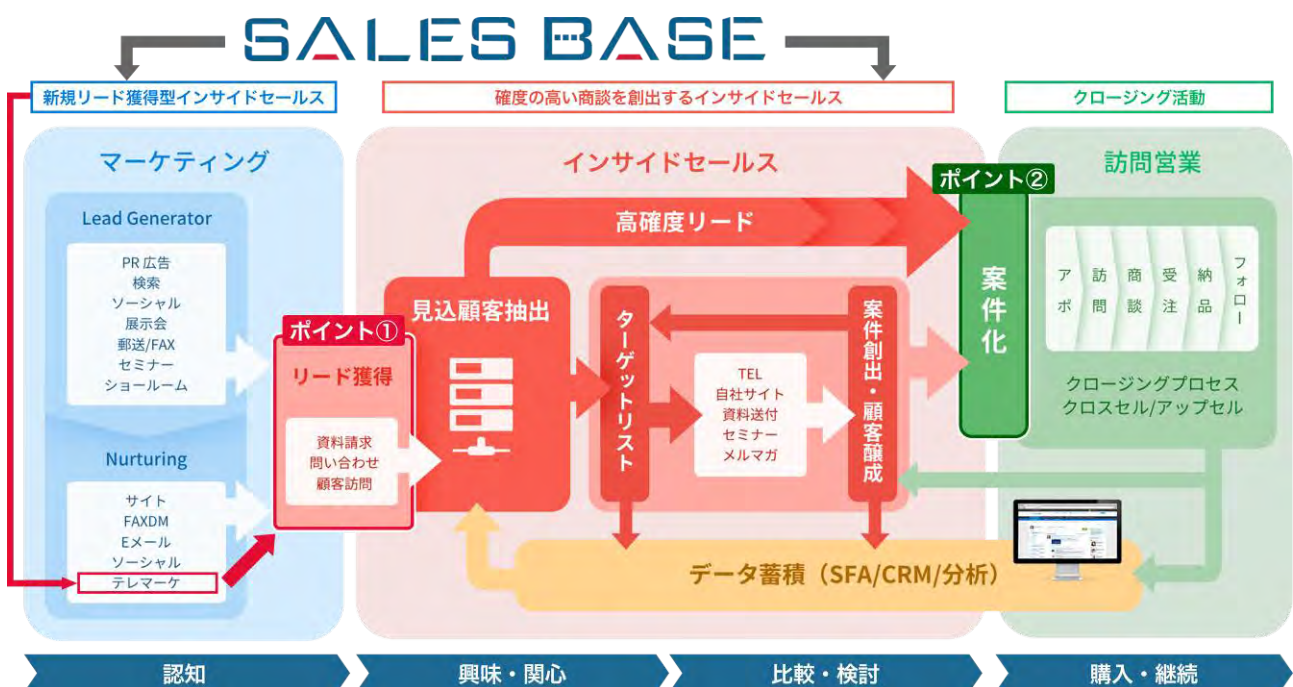 SALES BASE
新規リード獲得型インサイドセールス
確度の高い商談を創出するインサイドセールス
クロージング活動
マーケティング
Lead Generator
PR広告
検索
ソーシャル
展示会
郵送/FAX
セミナー
ショールーム
Nurturing
サイト
FAXDM
Eメール
ソーシャル
テレマーケ
ポイント①
リード獲得
資料請求
問い合わせ
顧客訪問
インサイドセールス
高確度リード
見込顧客抽出
ターゲットリスト
TEL
自社サイト
資料送付
セミナー
メルマガ
案件創出・顧客醸成
ポイント②
案件化
訪問営業
アポ
訪問
商談
受注
納品
フォロー
クロージングプロセス
クロスセル/アップセル
データ蓄積（SFA/CRM/分析）
認知
興味・関心
比較・検討
購入・継続